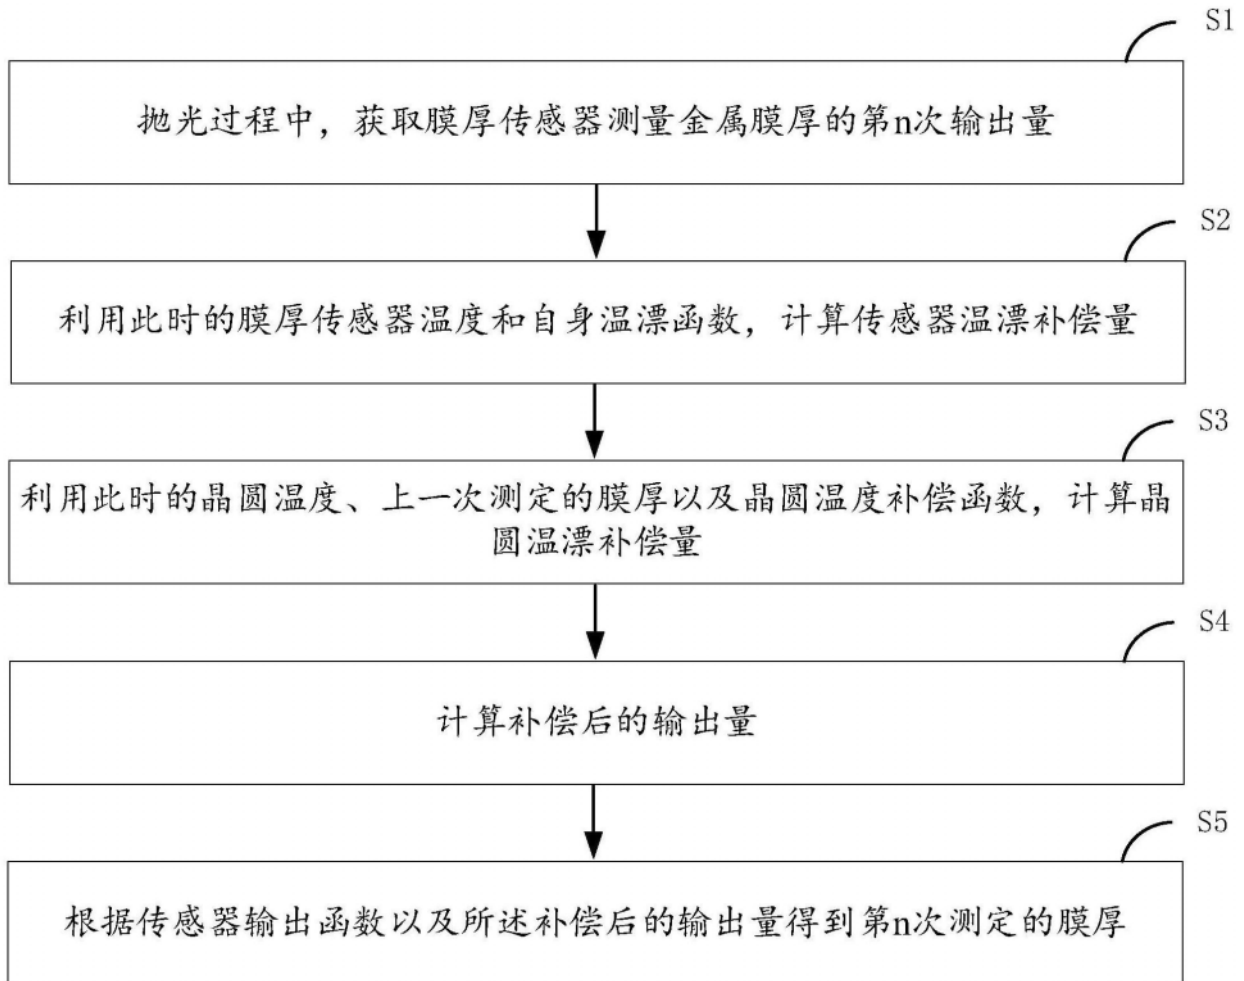 S1
抛光过程中，获取膜厚传感器测量金属膜厚的第n次输出量
S2
利用此时的膜厚传感器温度和自身温漂函数，计算传感器温漂补偿量
S3
利用此时的晶圆温度、上一次测定的膜厚以及晶圆温度补偿函数，计算晶
圆温漂补偿量
S4
计算补偿后的输出量
S5
根据传感器输出函数以及所述补偿后的输出量得到第n次测定的膜厚